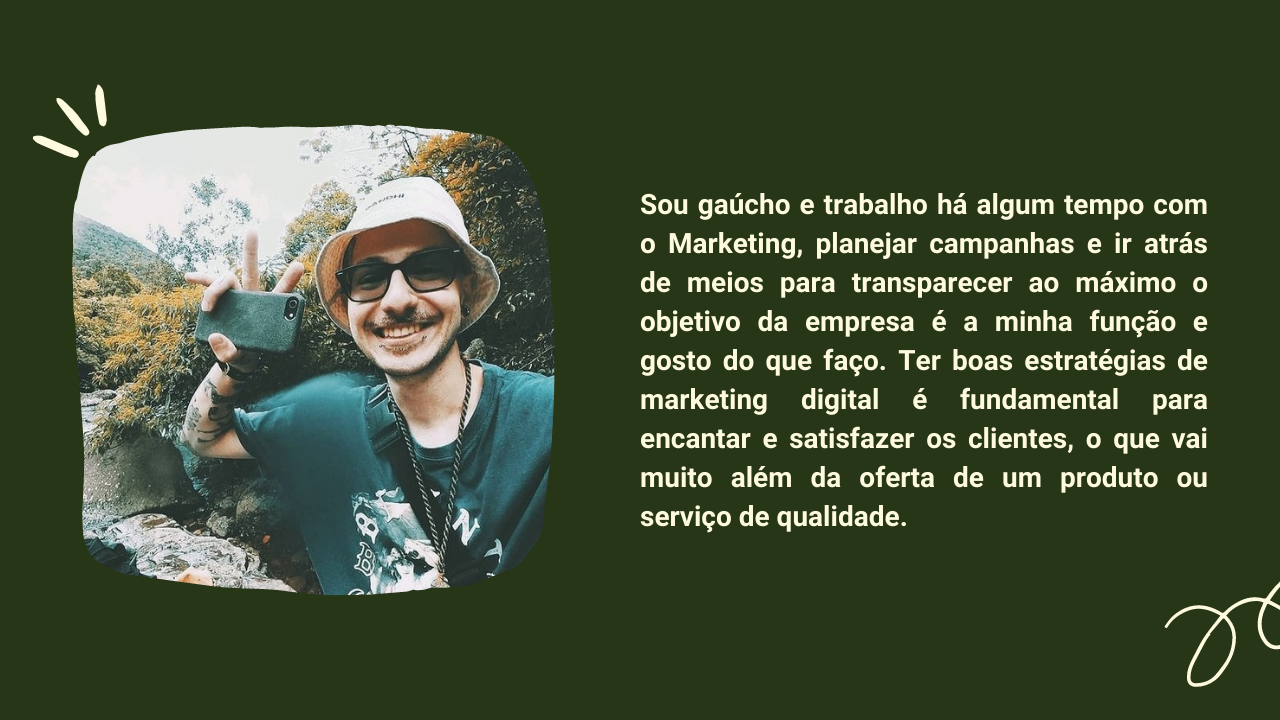 Sou gaúcho e trabalho há algum tempo com
o Marketing, planejar campanhas e ir atrás
de meios para transparecer ao máximo o
objetivo da empresa é a minha função e
gosto do que faço. Ter boas estratégias de
marketing digital é fundamental para
encantar e satisfazer os clientes, o que vai
muito além da oferta de um produto ou
serviço de qualidade.